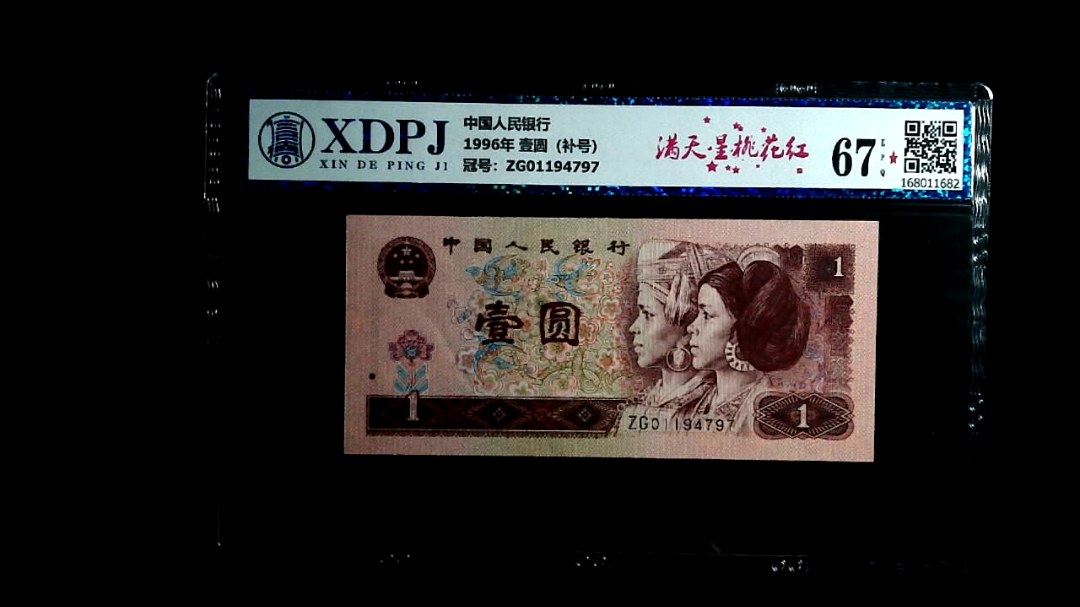 XDPJ
XIN DE PING JI
中国人民银行
1996年 壹圆（补号）
冠号：ZG01194797
满天星桃花红
67
EPQ
168011682
中国人民银行
1
壹圆
1
ZG01194797
1